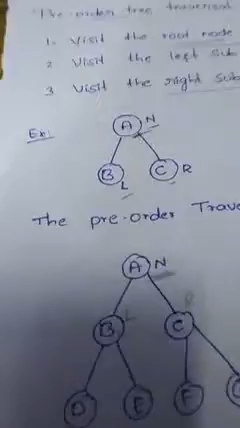 The pre-order tree traversal
1. Visit the root node
2 Visit the left sub
3 Visit the right sub
Ex:
A N
B L C R
The pre-order Trave
A N
B L C R
D E F